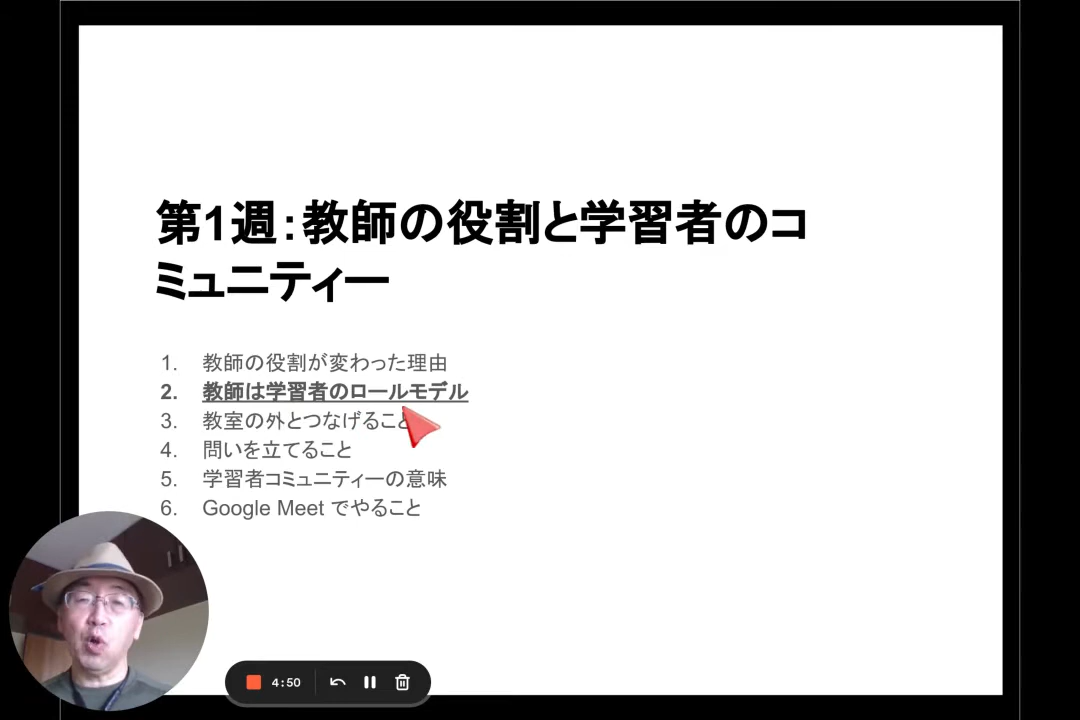 第1週：教師の役割と学習者のコ
ミュニティー
1. 教師の役割が変わった理由
2. 教師は学習者のロールモデル
3. 教室の外とつなげること
4. 問いを立てること
5. 学習者コミュニティーの意味
6. Google Meet でやること
4:50